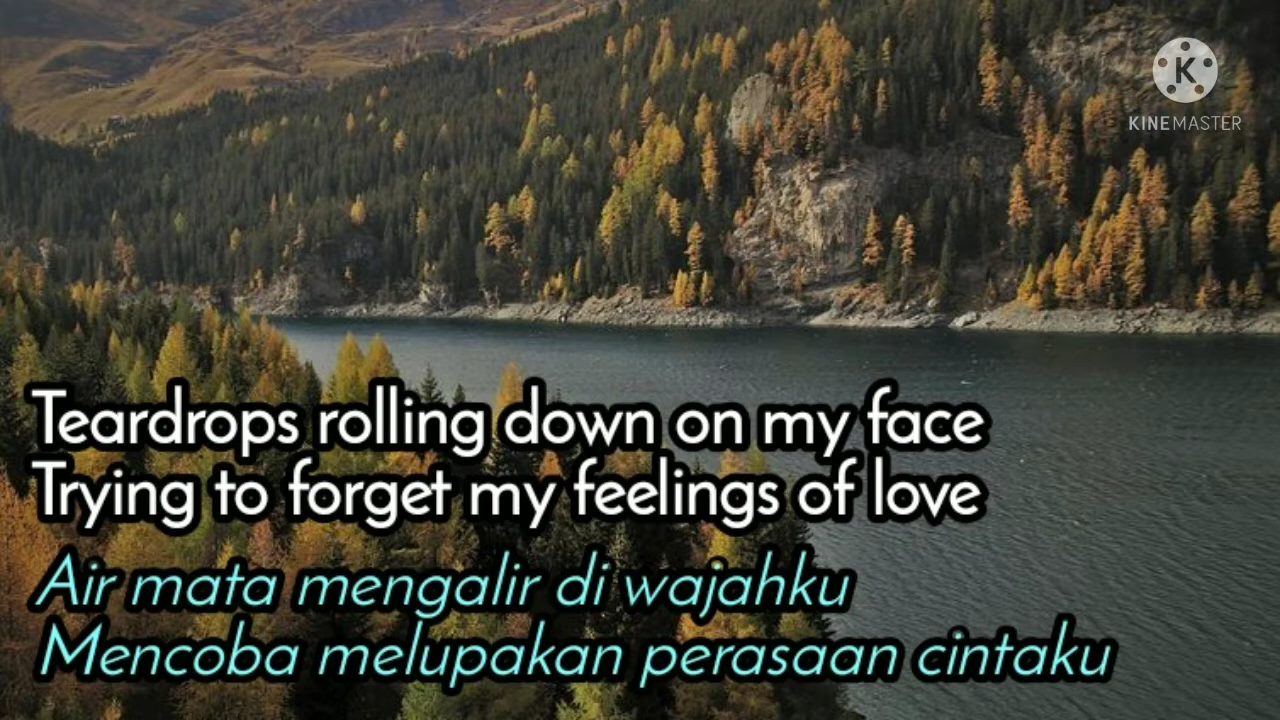 K
KINEMASTER
Teardrops rolling down on my face
Trying to forget my feelings of love
Air mata mengalir di wajahku
Mencoba melupakan perasaan cintaku